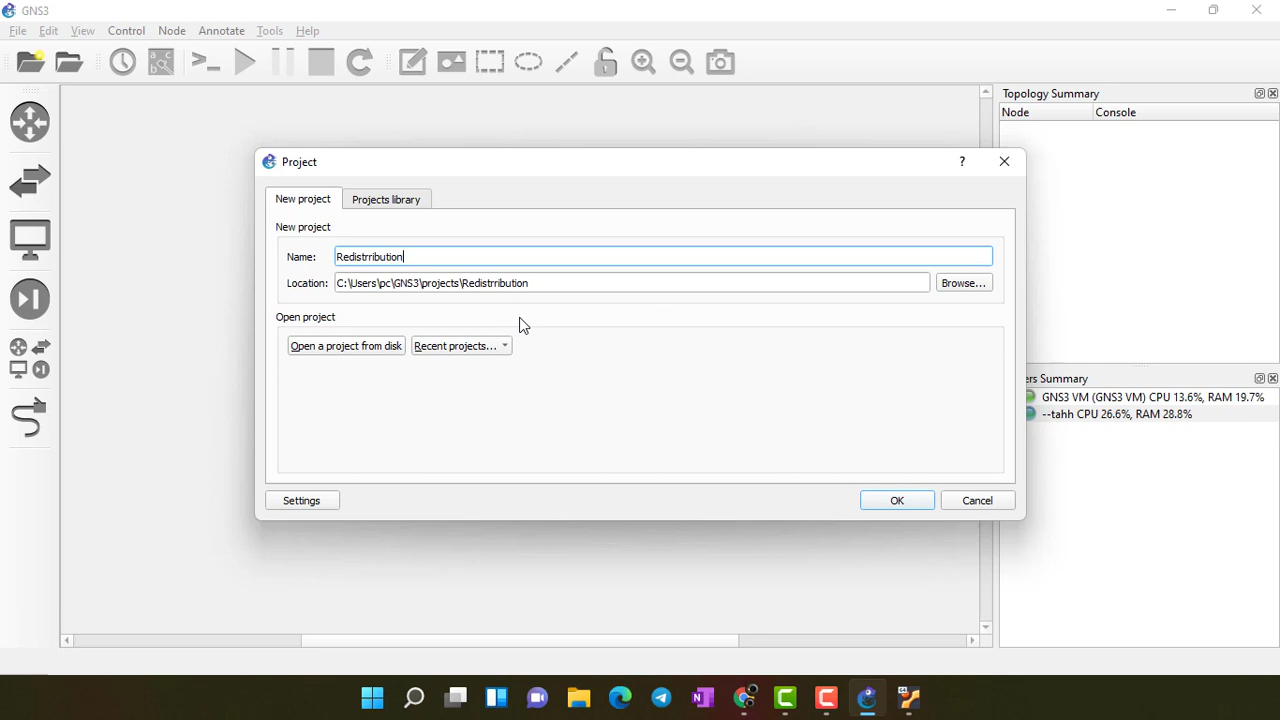 GNS3
File Edit View Control Node Annotate Tools Help
Topology Summary
Node Console
Project
?
New project Projects library
New project
Name: Redistrribution
Location: C:\Users\pc\GNS3\projects\Redistrribution Browse...
Open project
Open a project from disk Recent projects...
ers Summary
GNS3 VM (GNS3 VM) CPU 13.6%, RAM 19.7%
--tahh CPU 26.6%, RAM 28.8%
Settings OK Cancel